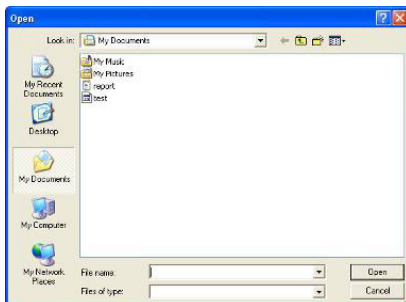 Open
Look in: My Documents
My Music
My Pictures
report
test
My Recent
Documents
Desktop
My Documents
My Computer
My Network
Places
File name:
Open
Files of type:
Cancel